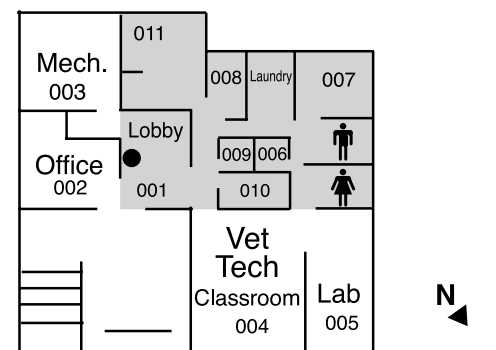 011
Mech.
003
008
Laundry
007
Lobby
009
006
Office
002
001
010
Vet
Tech
Classroom
004
Lab
005
N